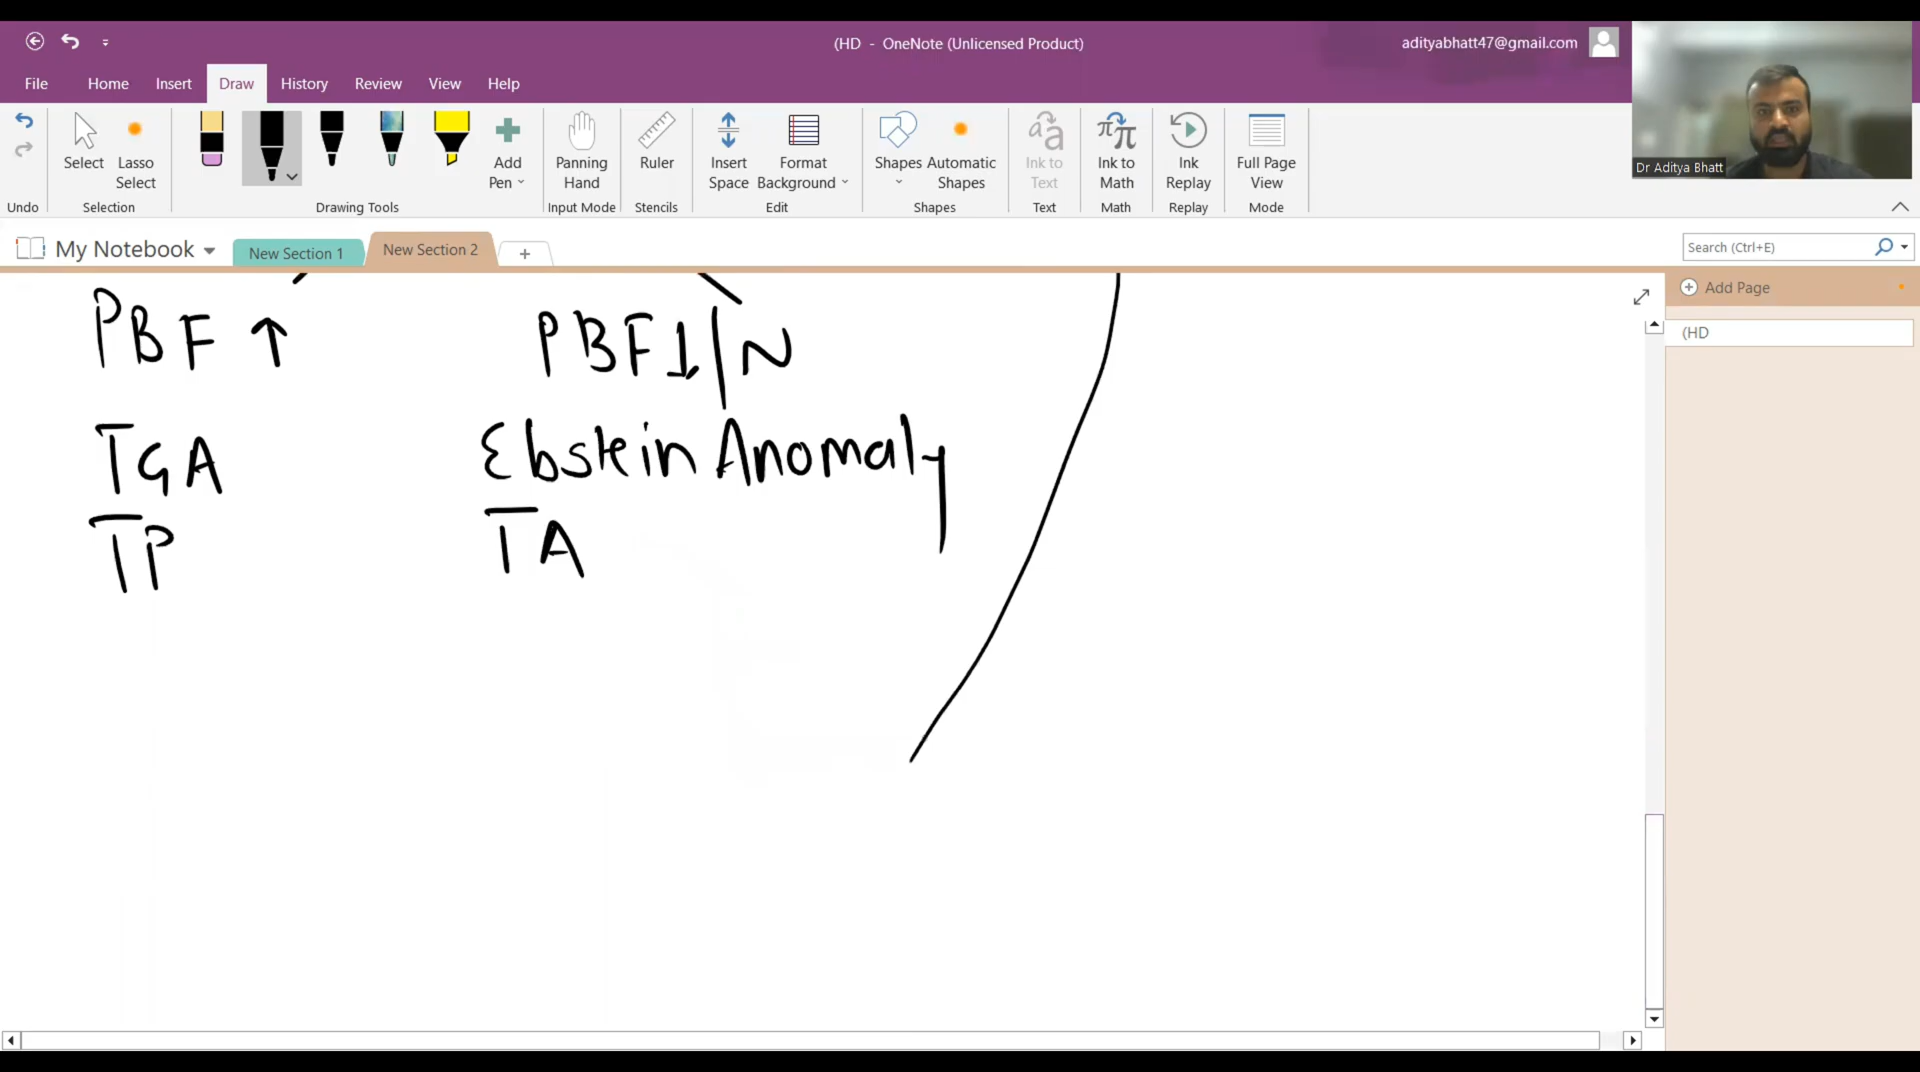 (HD - OneNote (Unlicensed Product)
adityabhatt47@gmail.com
File Home Insert Draw History Review View Help
Select
Lasso Select
Add Pen
Panning Hand
Ruler
Insert Space
Format Background
Shapes
Automatic Shapes
Ink to Text
Ink to Math
Ink Replay
Full Page View
Dr Aditya Bhatt
Undo Selection Drawing Tools Input Mode Stencils Edit Shapes Text Math Replay Mode
My Notebook New Section 1 New Section 2
Search (Ctrl+E)
Add Page
(HD
PBF ↑
PBF↓/N
TGA
Ebstein Anomaly
TP
TA